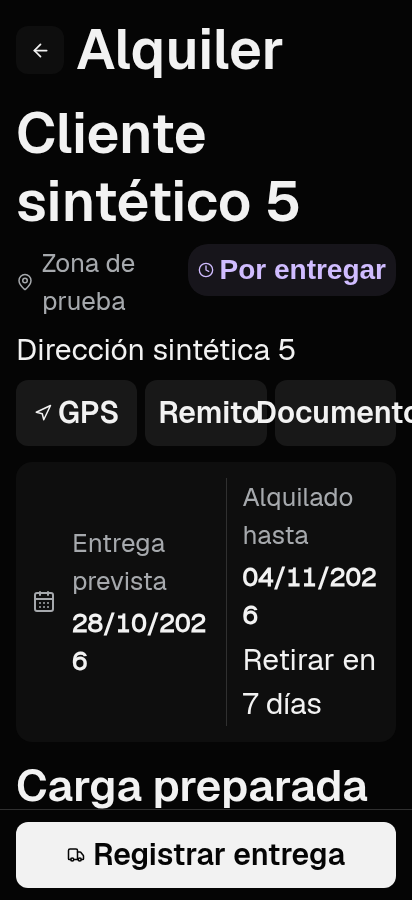 Alquiler
Cliente
sintético 5
Zona de
prueba
Por entregar
Dirección sintética 5
GPS
Remito
Documento
Entrega
prevista
28/10/202
6
Alquilado
hasta
04/11/202
6
Retirar en
7 días
Carga preparada
Registrar entrega